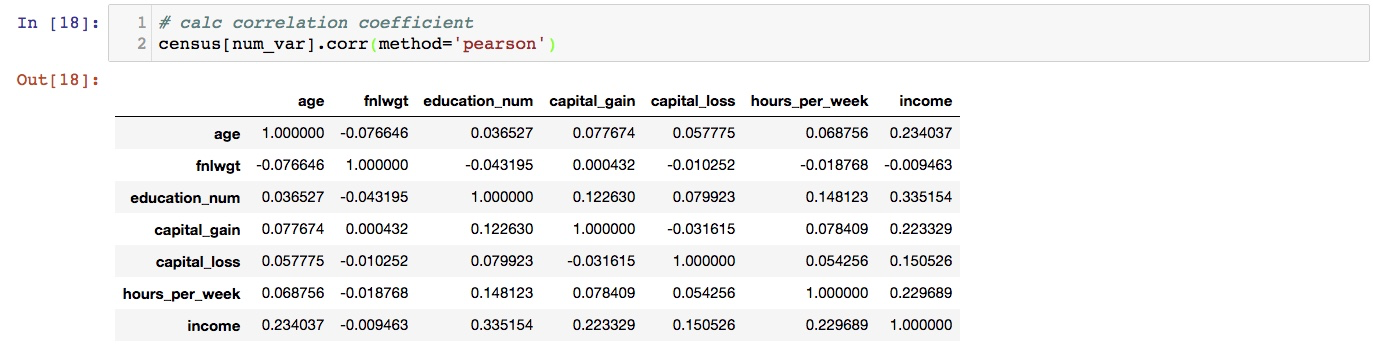 In [18]: 1 # calc correlation coefficient
2 census[num_var].corr(method='pearson')
Out[18]:
age fnlwgt education_num capital_gain capital_loss hours_per_week income
age 1.000000 -0.076646 0.036527 0.077674 0.057775 0.068756 0.234037
fnlwgt -0.076646 1.000000 -0.043195 0.000432 -0.010252 -0.018768 -0.009463
education_num 0.036527 -0.043195 1.000000 0.122630 0.079923 0.148123 0.335154
capital_gain 0.077674 0.000432 0.122630 1.000000 -0.031615 0.078409 0.223329
capital_loss 0.057775 -0.010252 0.079923 -0.031615 1.000000 0.054256 0.150526
hours_per_week 0.068756 -0.018768 0.148123 0.078409 0.054256 1.000000 0.229689
income 0.234037 -0.009463 0.335154 0.223329 0.150526 0.229689 1.000000